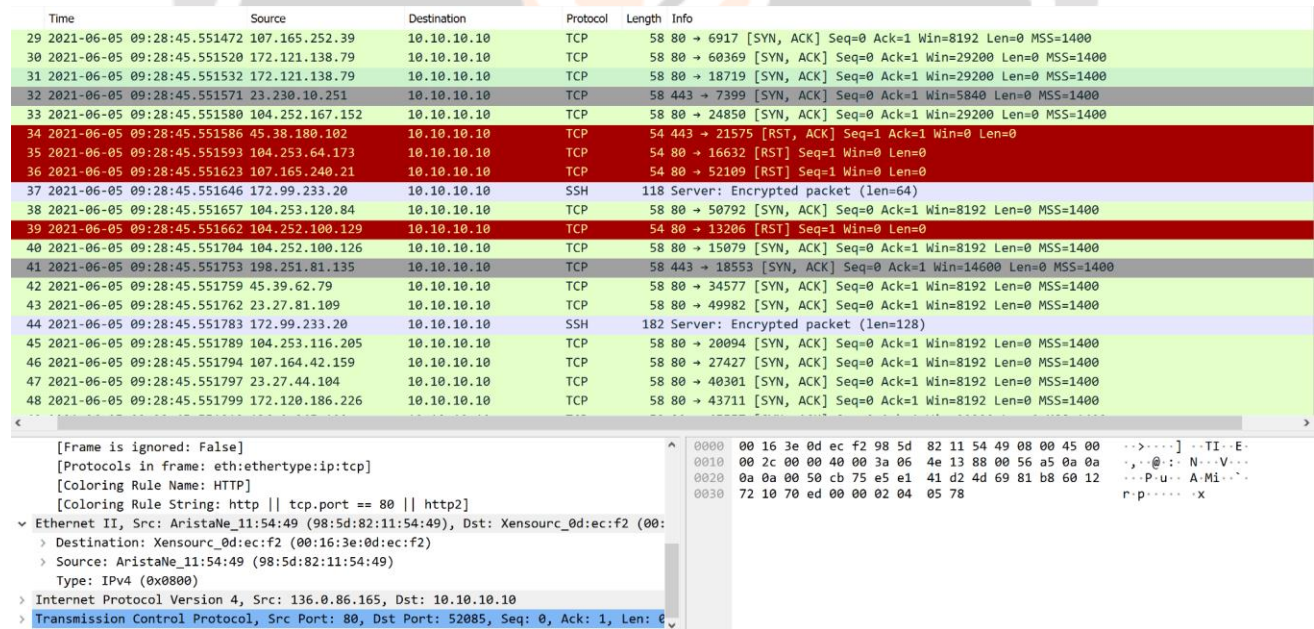 Time Source Destination Protocol Length Info
29 2021-06-05 09:28:45.551472 107.165.252.39 10.10.10.10 TCP 58 80 → 6917 [SYN, ACK] Seq=0 Ack=1 Win=8192 Len=0 MSS=1400
30 2021-06-05 09:28:45.551520 172.121.138.79 10.10.10.10 TCP 58 80 → 60369 [SYN, ACK] Seq=0 Ack=1 Win=29200 Len=0 MSS=1400
31 2021-06-05 09:28:45.551532 172.121.138.79 10.10.10.10 TCP 58 80 → 18719 [SYN, ACK] Seq=0 Ack=1 Win=29200 Len=0 MSS=1400
32 2021-06-05 09:28:45.551571 23.230.10.251 10.10.10.10 TCP 58 443 → 7399 [SYN, ACK] Seq=0 Ack=1 Win=5840 Len=0 MSS=1400
33 2021-06-05 09:28:45.551580 104.252.167.152 10.10.10.10 TCP 58 80 → 24850 [SYN, ACK] Seq=0 Ack=1 Win=29200 Len=0 MSS=1400
34 2021-06-05 09:28:45.551586 45.38.180.102 10.10.10.10 TCP 54 443 → 21575 [RST, ACK] Seq=1 Ack=1 Win=0 Len=0
35 2021-06-05 09:28:45.551593 104.253.64.173 10.10.10.10 TCP 54 80 → 16632 [RST] Seq=1 Win=0 Len=0
36 2021-06-05 09:28:45.551623 107.165.240.21 10.10.10.10 TCP 54 80 → 52109 [RST] Seq=1 Win=0 Len=0
37 2021-06-05 09:28:45.551646 172.99.233.20 10.10.10.10 SSH 118 Server: Encrypted packet (len=64)
38 2021-06-05 09:28:45.551657 104.253.120.84 10.10.10.10 TCP 58 80 → 50792 [SYN, ACK] Seq=0 Ack=1 Win=8192 Len=0 MSS=1400
39 2021-06-05 09:28:45.551662 104.252.100.129 10.10.10.10 TCP 54 80 → 13206 [RST] Seq=1 Win=0 Len=0
40 2021-06-05 09:28:45.551704 104.252.100.126 10.10.10.10 TCP 58 80 → 15079 [SYN, ACK] Seq=0 Ack=1 Win=8192 Len=0 MSS=1400
41 2021-06-05 09:28:45.551753 198.251.81.135 10.10.10.10 TCP 58 443 → 18553 [SYN, ACK] Seq=0 Ack=1 Win=14600 Len=0 MSS=1400
42 2021-06-05 09:28:45.551759 45.39.62.79 10.10.10.10 TCP 58 80 → 34577 [SYN, ACK] Seq=0 Ack=1 Win=8192 Len=0 MSS=1400
43 2021-06-05 09:28:45.551762 23.27.81.109 10.10.10.10 TCP 58 80 → 49982 [SYN, ACK] Seq=0 Ack=1 Win=8192 Len=0 MSS=1400
44 2021-06-05 09:28:45.551783 172.99.233.20 10.10.10.10 SSH 182 Server: Encrypted packet (len=128)
45 2021-06-05 09:28:45.551789 104.253.116.205 10.10.10.10 TCP 58 80 → 20094 [SYN, ACK] Seq=0 Ack=1 Win=8192 Len=0 MSS=1400
46 2021-06-05 09:28:45.551794 107.164.42.159 10.10.10.10 TCP 58 80 → 27427 [SYN, ACK] Seq=0 Ack=1 Win=8192 Len=0 MSS=1400
47 2021-06-05 09:28:45.551797 23.27.44.104 10.10.10.10 TCP 58 80 → 40301 [SYN, ACK] Seq=0 Ack=1 Win=8192 Len=0 MSS=1400
48 2021-06-05 09:28:45.551799 172.120.186.226 10.10.10.10 TCP 58 80 → 43711 [SYN, ACK] Seq=0 Ack=1 Win=8192 Len=0 MSS=1400
[Frame is ignored: False]
[Protocols in frame: eth:ethertype:ip:tcp]
[Coloring Rule Name: HTTP]
[Coloring Rule String: http || tcp.port == 80 || http2]
Ethernet II, Src: AristaNe_11:54:49 (98:5d:82:11:54:49), Dst: Xensourc_0d:ec:f2 (00:
Destination: Xensourc_0d:ec:f2 (00:16:3e:0d:ec:f2)
Source: AristaNe_11:54:49 (98:5d:82:11:54:49)
Type: IPv4 (0x0800)
Internet Protocol Version 4, Src: 136.0.86.165, Dst: 10.10.10.10
Transmission Control Protocol, Src Port: 80, Dst Port: 52085, Seq: 0, Ack: 1, Len: 0
0000 00 16 3e 0d ec f2 98 5d 82 11 54 49 08 00 45 00 ··>····] ··TI··E·
0010 00 2c 00 00 40 00 3a 06 4e 13 88 00 56 a5 0a 0a ·,··@·:· N···V···
0020 0a 0a 00 50 cb 75 e5 e1 41 d2 4d 69 81 b8 60 12 ···P·u·· A·Mi··`·
0030 72 10 70 ed 00 00 02 04 05 78 r·p····· ·x